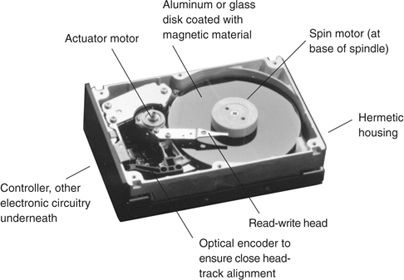 Aluminum or glass
disk coated with
magnetic material
Actuator motor
Spin motor (at
base of spindle)
Hermetic
housing
Controller, other
electronic circuitry
underneath
Read-write head
Optical encoder to
ensure close head-
track alignment